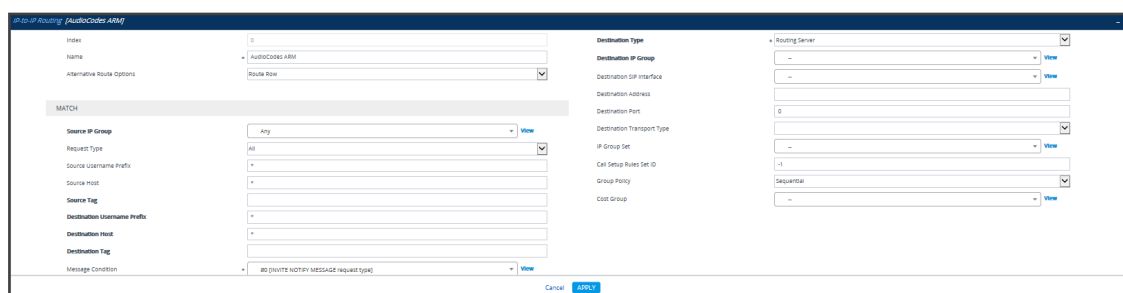 IP-to-IP Routing [AudioCodes ARM]
–
Index
0
Name
AudioCodes ARM
Alternative Route Options
Route Row
MATCH
Source IP Group
Any
View
Request Type
All
Source Username Prefix
*
Source Host
*
Source Tag
Destination Username Prefix
*
Destination Host
*
Destination Tag
Message Condition
#0 [INVITE NOTIFY MESSAGE request type]
View
Destination Type
Routing Server
Destination IP Group
--
View
Destination SIP Interface
--
View
Destination Address
Destination Port
0
Destination Transport Type
IP Group Set
--
View
Call Setup Rules Set ID
-1
Group Policy
Sequential
Cost Group
--
View
Cancel APPLY